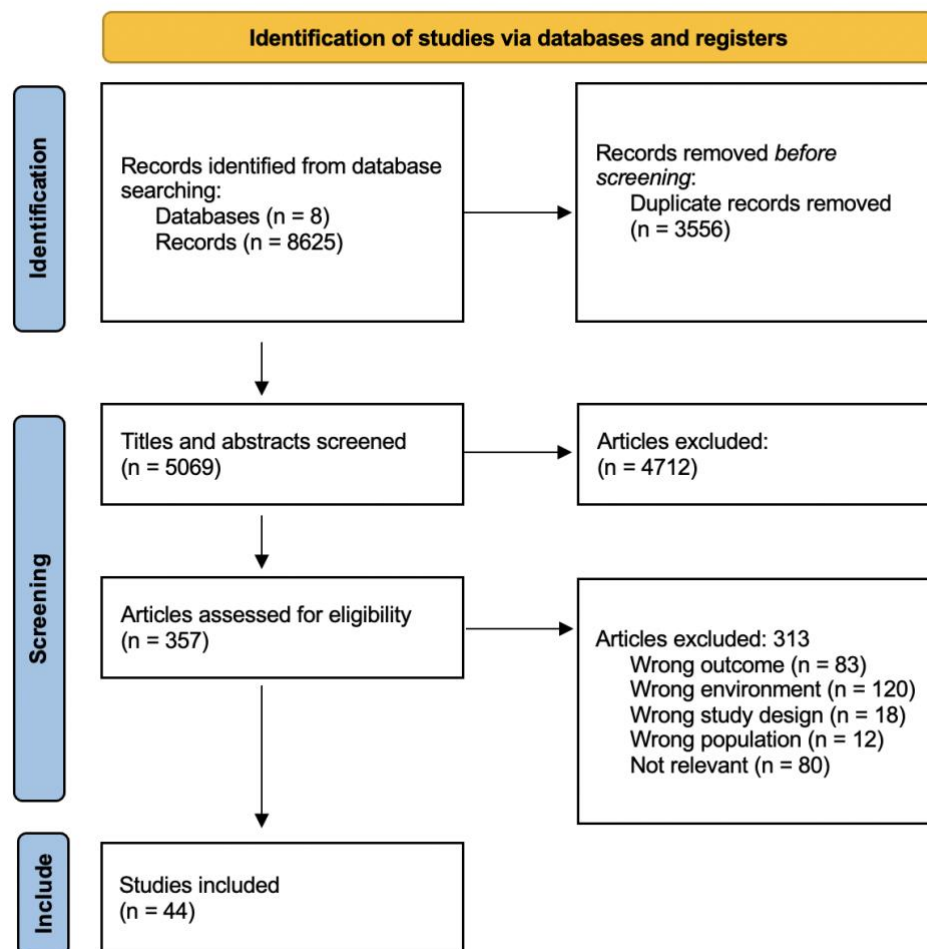 Identification of studies via databases and registers
Identification
Records identified from database
searching:
Databases (n = 8)
Records (n = 8625)
Records removed before
screening:
Duplicate records removed
(n = 3556)
Screening
Titles and abstracts screened
(n = 5069)
Articles excluded:
(n = 4712)
Articles assessed for eligibility
(n = 357)
Articles excluded: 313
Wrong outcome (n = 83)
Wrong environment (n = 120)
Wrong study design (n = 18)
Wrong population (n = 12)
Not relevant (n = 80)
Include
Studies included
(n = 44)